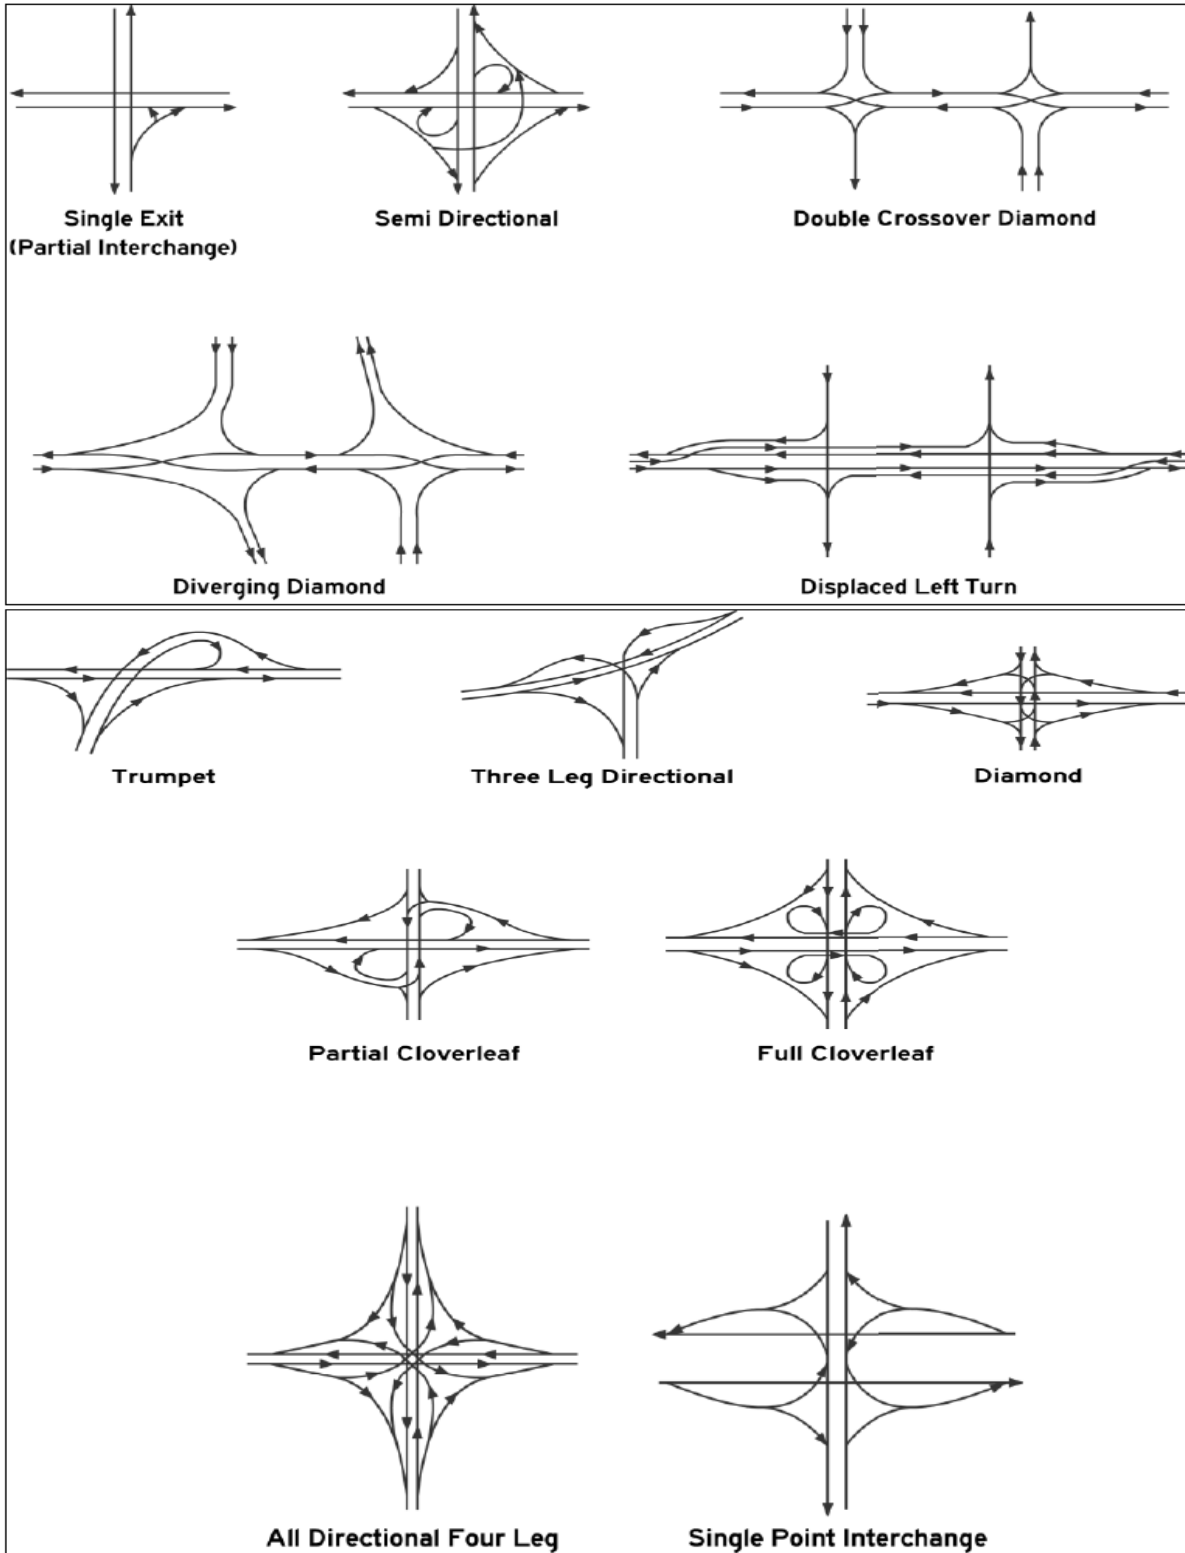 Single Exit
(Partial Interchange)
Semi Directional
Double Crossover Diamond
Diverging Diamond
Displaced Left Turn
Trumpet
Three Leg Directional
Diamond
Partial Cloverleaf
Full Cloverleaf
All Directional Four Leg
Single Point Interchange